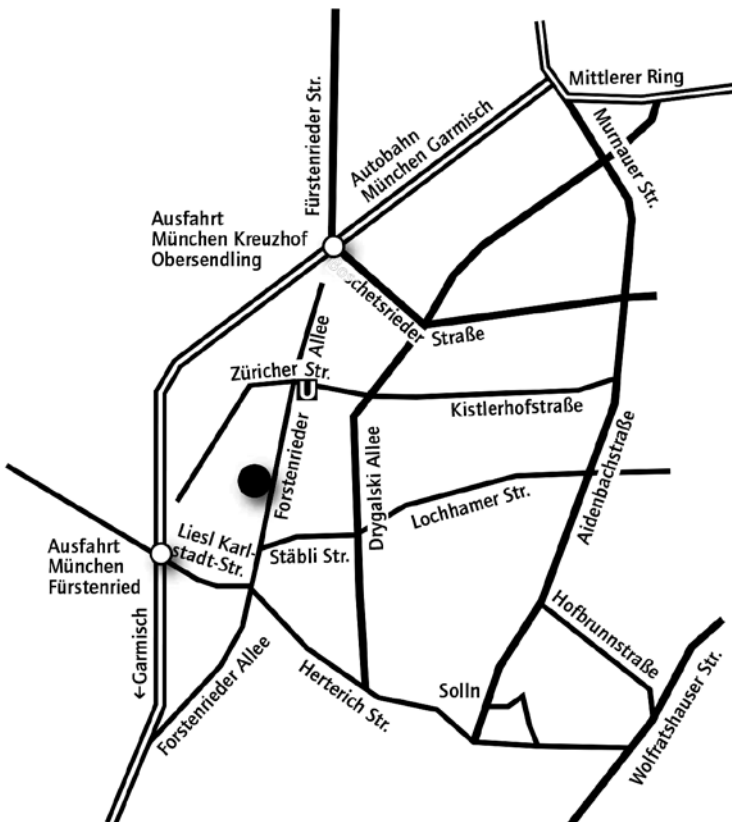 Mittlerer Ring
Fürstenrieder Str.
Autobahn
München Garmisch
Murnauer Str.
Ausfahrt
München Kreuzhof
Obersendling
Boschetsrieder
Straße
Züricher Str.
Allee
U
Forstenrieder
Kistlerhofstraße
Drygalski Allee
Lochhamer Str.
Aidenbachstraße
Liesl Karl-
stadt-Str.
Stäbli Str.
Ausfahrt
München
Fürstenried
←Garmisch
Forstenrieder Allee
Herterich Str.
Solln
Hofbrunnstraße
Wolfratshauser Str.